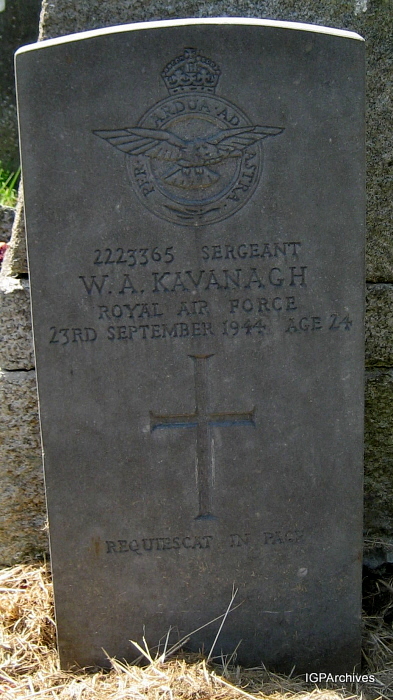 PER · ARDUA · AD ASTRA ·
2223365 SERGEANT
W. A. KAVANAGH
ROYAL AIR FORCE
23RD SEPTEMBER 1944 AGE 24
REQUIESCAT IN PACE
IGPArchives